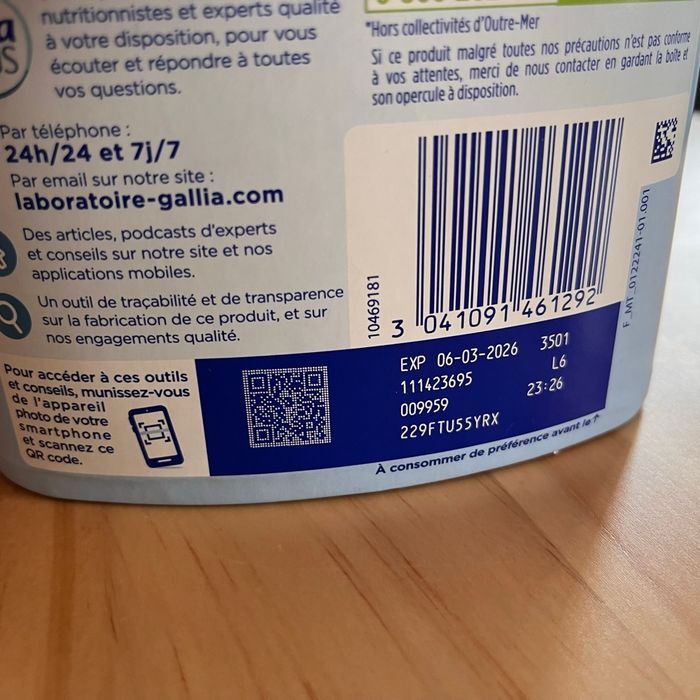 nutritionnistes et experts qualité
à votre disposition, pour vous
écouter et répondre à toutes
vos questions.
Par téléphone :
24h/24 et 7j/7
Par email sur notre site :
laboratoire-gallia.com
Des articles, podcasts d'experts
et conseils sur notre site et nos
applications mobiles.
Un outil de traçabilité et de transparence
sur la fabrication de ce produit, et sur
nos engagements qualité.
Pour accéder à ces outils
et conseils, munissez-vous
de l'appareil
photo de votre
smartphone
et scannez ce
QR code.
*Hors collectivités d'Outre-Mer
Si ce produit malgré toutes nos précautions n'est pas conforme
à vos attentes, merci de nous contacter en gardant la boîte et
son opercule à disposition.
10469181
3 041091 461292
F_MT_0122241-01.001
EXP 06-03-2026 3501
111423695 L6
009959 23:26
229FTU55YRX
À consommer de préférence avant le